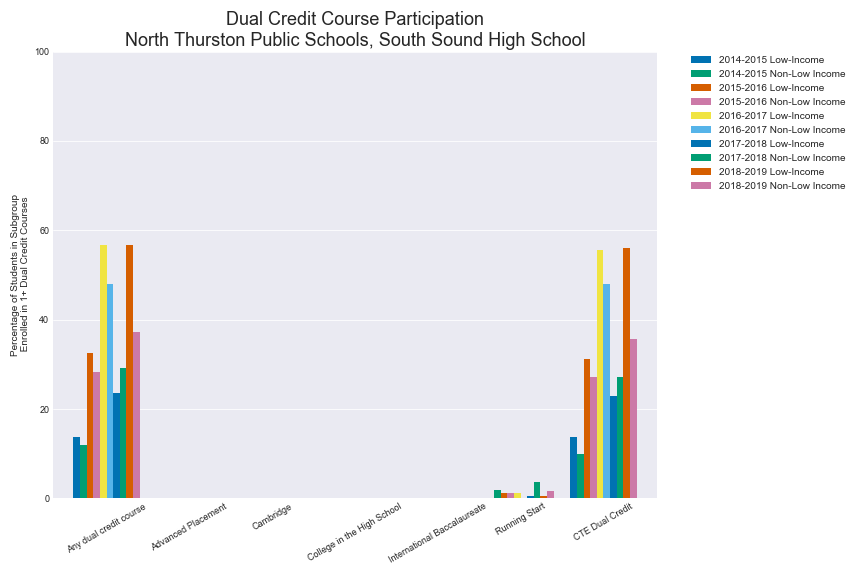 Dual Credit Course Participation
North Thurston Public Schools, South Sound High School
Percentage of Students in Subgroup
Enrolled in 1+ Dual Credit Courses
100
80
60
40
20
0
Any dual credit course
Advanced Placement
Cambridge
College in the High School
International Baccalaureate
Running Start
CTE Dual Credit
2014-2015 Low-Income
2014-2015 Non-Low Income
2015-2016 Low-Income
2015-2016 Non-Low Income
2016-2017 Low-Income
2016-2017 Non-Low Income
2017-2018 Low-Income
2017-2018 Non-Low Income
2018-2019 Low-Income
2018-2019 Non-Low Income